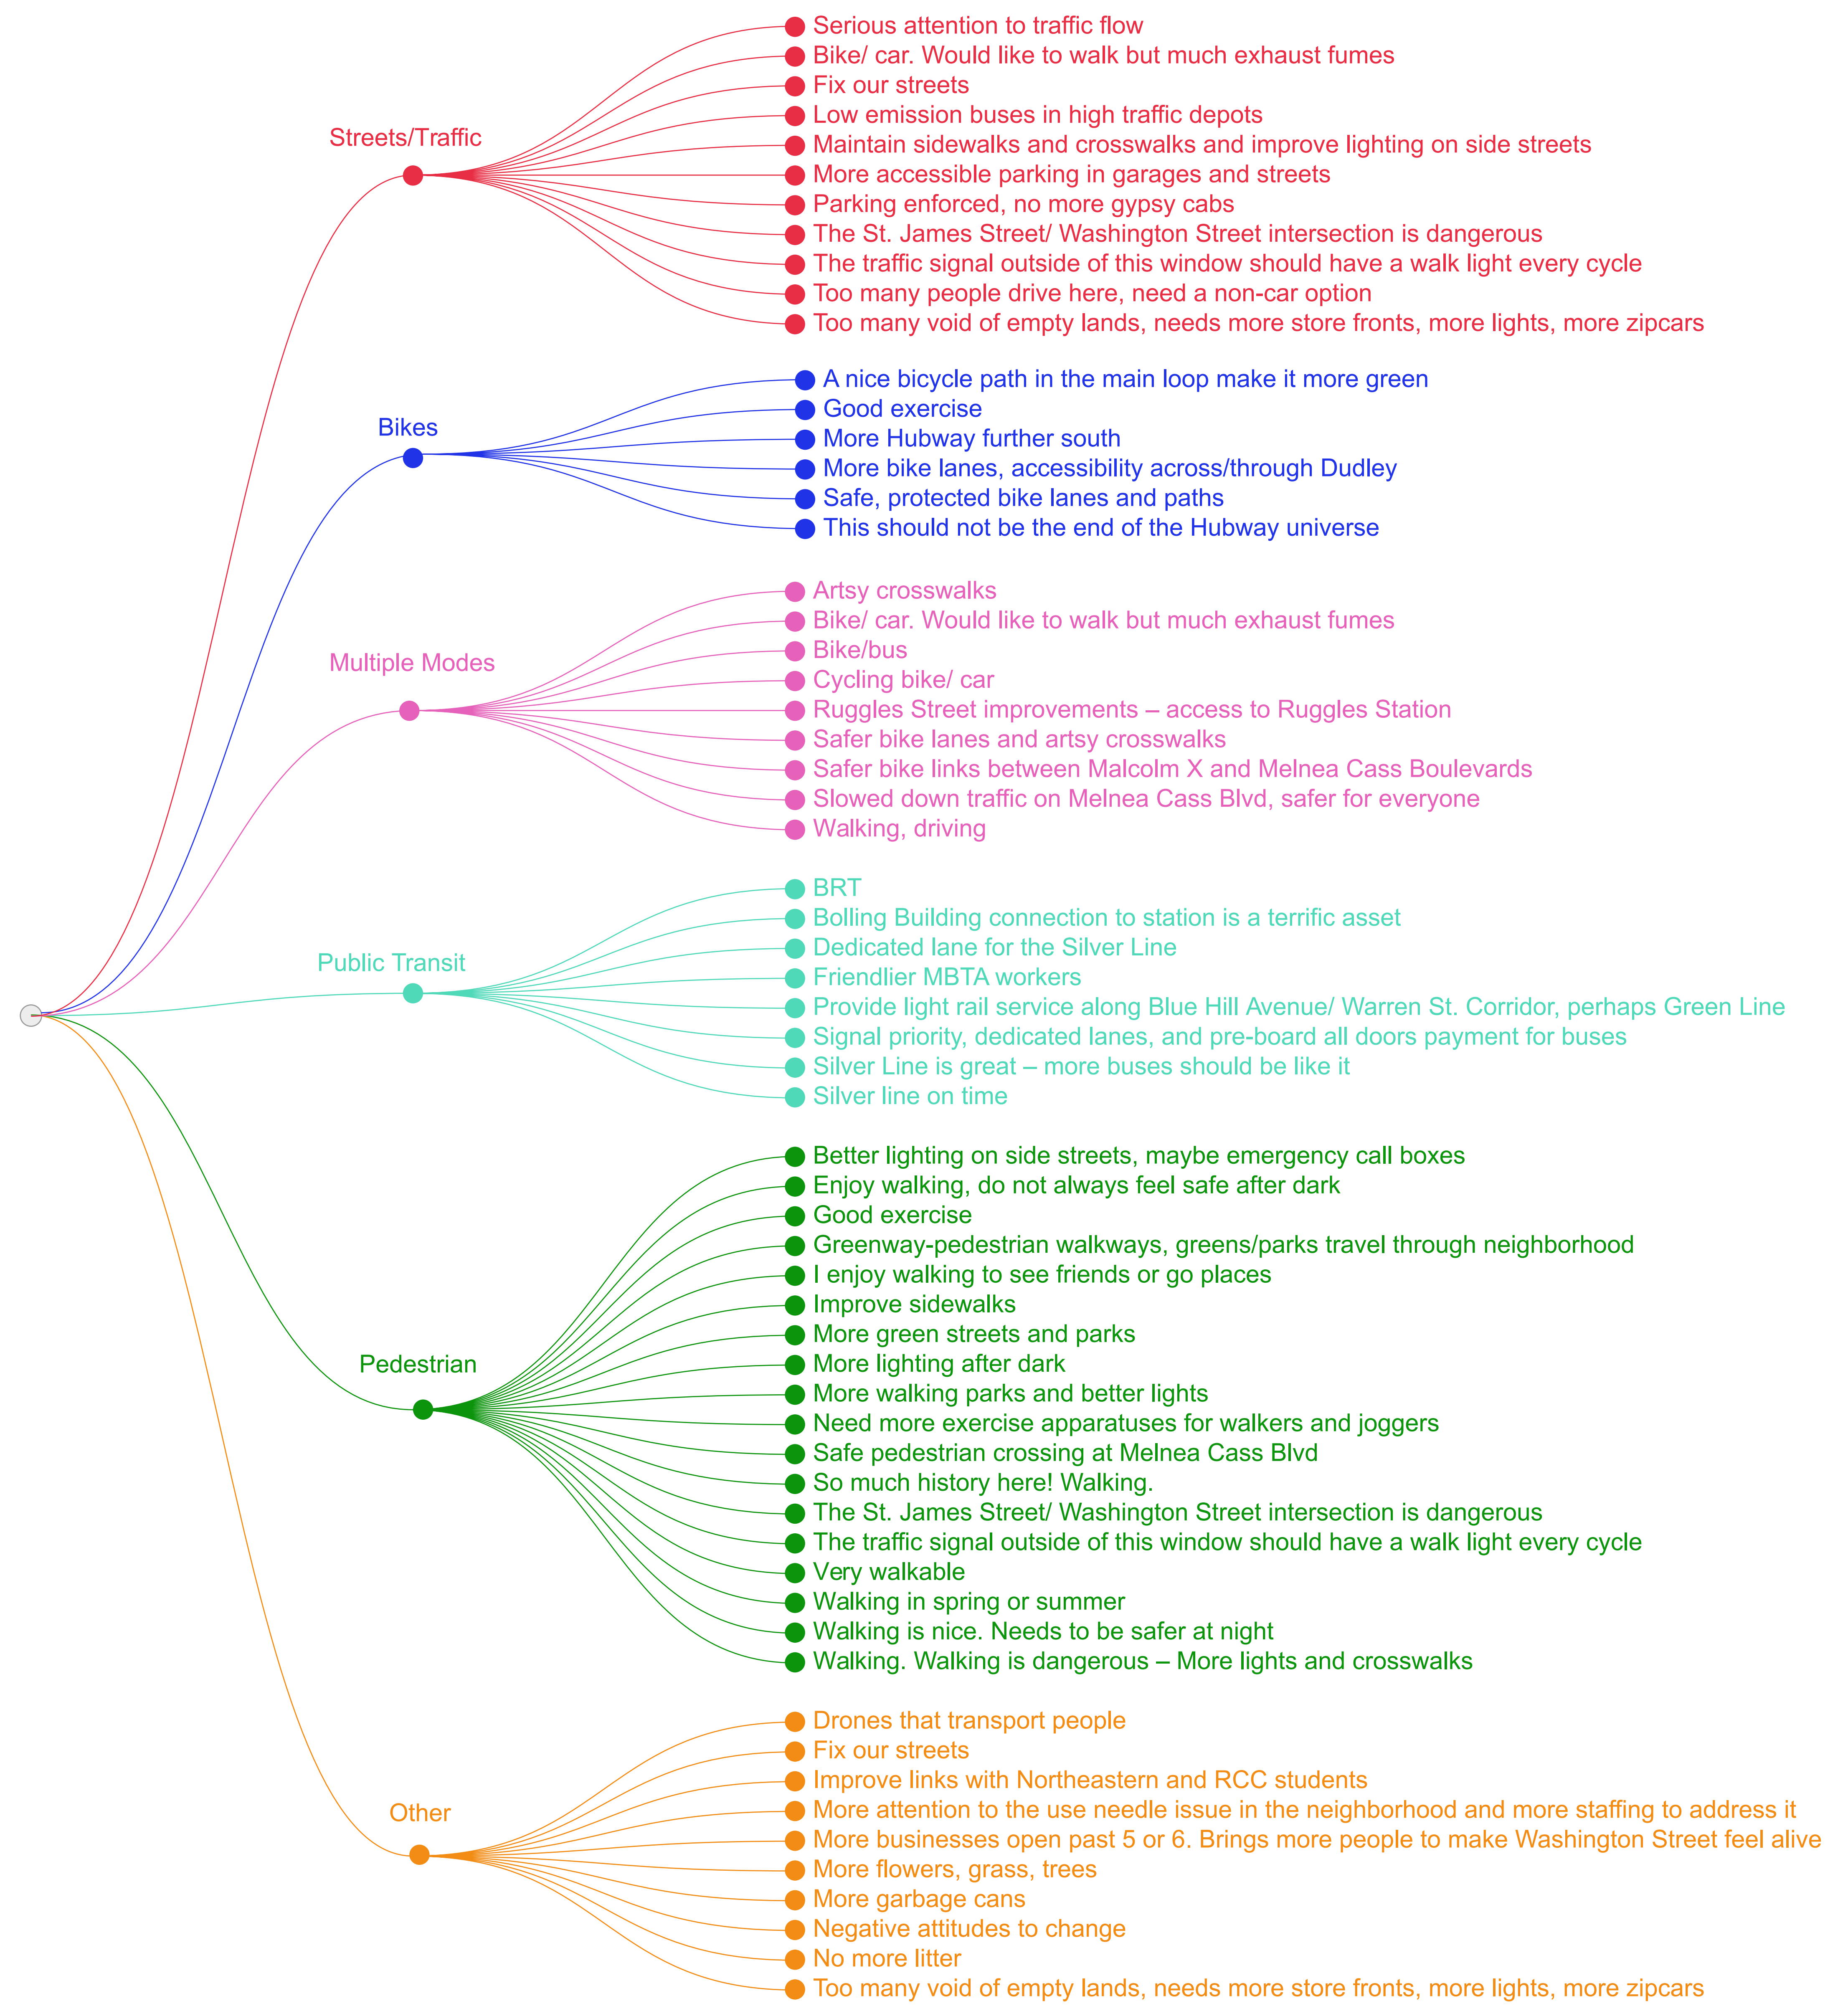 Streets/Traffic
Serious attention to traffic flow
Bike/ car. Would like to walk but much exhaust fumes
Fix our streets
Low emission buses in high traffic depots
Maintain sidewalks and crosswalks and improve lighting on side streets
More accessible parking in garages and streets
Parking enforced, no more gypsy cabs
The St. James Street/ Washington Street intersection is dangerous
The traffic signal outside of this window should have a walk light every cycle
Too many people drive here, need a non-car option
Too many void of empty lands, needs more store fronts, more lights, more zipcars
Bikes
A nice bicycle path in the main loop make it more green
Good exercise
More Hubway further south
More bike lanes, accessibility across/through Dudley
Safe, protected bike lanes and paths
This should not be the end of the Hubway universe
Multiple Modes
Artsy crosswalks
Bike/ car. Would like to walk but much exhaust fumes
Bike/bus
Cycling bike/ car
Ruggles Street improvements – access to Ruggles Station
Safer bike lanes and artsy crosswalks
Safer bike links between Malcolm X and Melnea Cass Boulevards
Slowed down traffic on Melnea Cass Blvd, safer for everyone
Walking, driving
Public Transit
BRT
Bolling Building connection to station is a terrific asset
Dedicated lane for the Silver Line
Friendlier MBTA workers
Provide light rail service along Blue Hill Avenue/ Warren St. Corridor, perhaps Green Line
Signal priority, dedicated lanes, and pre-board all doors payment for buses
Silver Line is great – more buses should be like it
Silver line on time
Pedestrian
Better lighting on side streets, maybe emergency call boxes
Enjoy walking, do not always feel safe after dark
Good exercise
Greenway-pedestrian walkways, greens/parks travel through neighborhood
I enjoy walking to see friends or go places
Improve sidewalks
More green streets and parks
More lighting after dark
More walking parks and better lights
Need more exercise apparatuses for walkers and joggers
Safe pedestrian crossing at Melnea Cass Blvd
So much history here! Walking.
The St. James Street/ Washington Street intersection is dangerous
The traffic signal outside of this window should have a walk light every cycle
Very walkable
Walking in spring or summer
Walking is nice. Needs to be safer at night
Walking. Walking is dangerous – More lights and crosswalks
Other
Drones that transport people
Fix our streets
Improve links with Northeastern and RCC students
More attention to the use needle issue in the neighborhood and more staffing to address it
More businesses open past 5 or 6. Brings more people to make Washington Street feel alive
More flowers, grass, trees
More garbage cans
Negative attitudes to change
No more litter
Too many void of empty lands, needs more store fronts, more lights, more zipcars